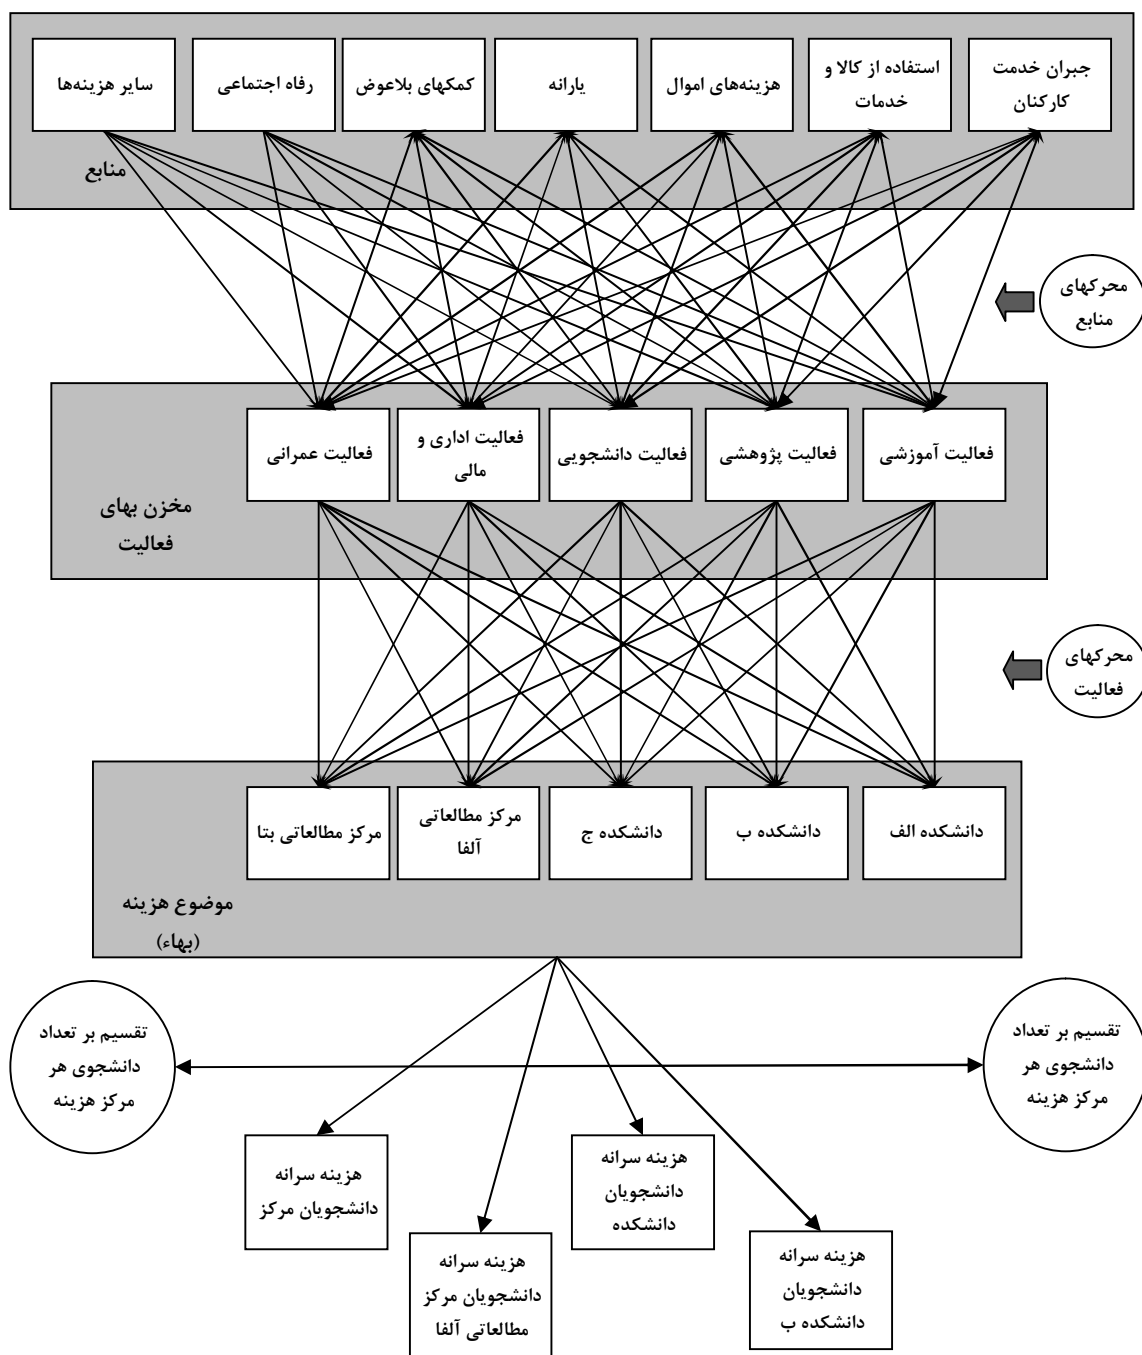 جبران خدمت
کارکنان
استفاده از کالا و
خدمات
هزینه‌های اموال
یارانه
کمکهای بلاعوض
رفاه اجتماعی
سایر هزینه‌ها
منابع
محرکهای
منابع
فعالیت آموزشی
فعالیت پژوهشی
فعالیت دانشجویی
فعالیت اداری و
مالی
فعالیت عمرانی
مخزن بهای
فعالیت
محرکهای
فعالیت
دانشکده الف
دانشکده ب
دانشکده ج
مرکز مطالعاتی
آلفا
مرکز مطالعاتی بتا
موضوع هزینه
(بهاء)
تقسیم بر تعداد
دانشجوی هر
مرکز هزینه
تقسیم بر تعداد
دانشجوی هر
مرکز هزینه
هزینه سرانه
دانشجویان
دانشکده
هزینه سرانه
دانشجویان مرکز
هزینه سرانه
دانشجویان
دانشکده ب
هزینه سرانه
دانشجویان مرکز
مطالعاتی آلفا